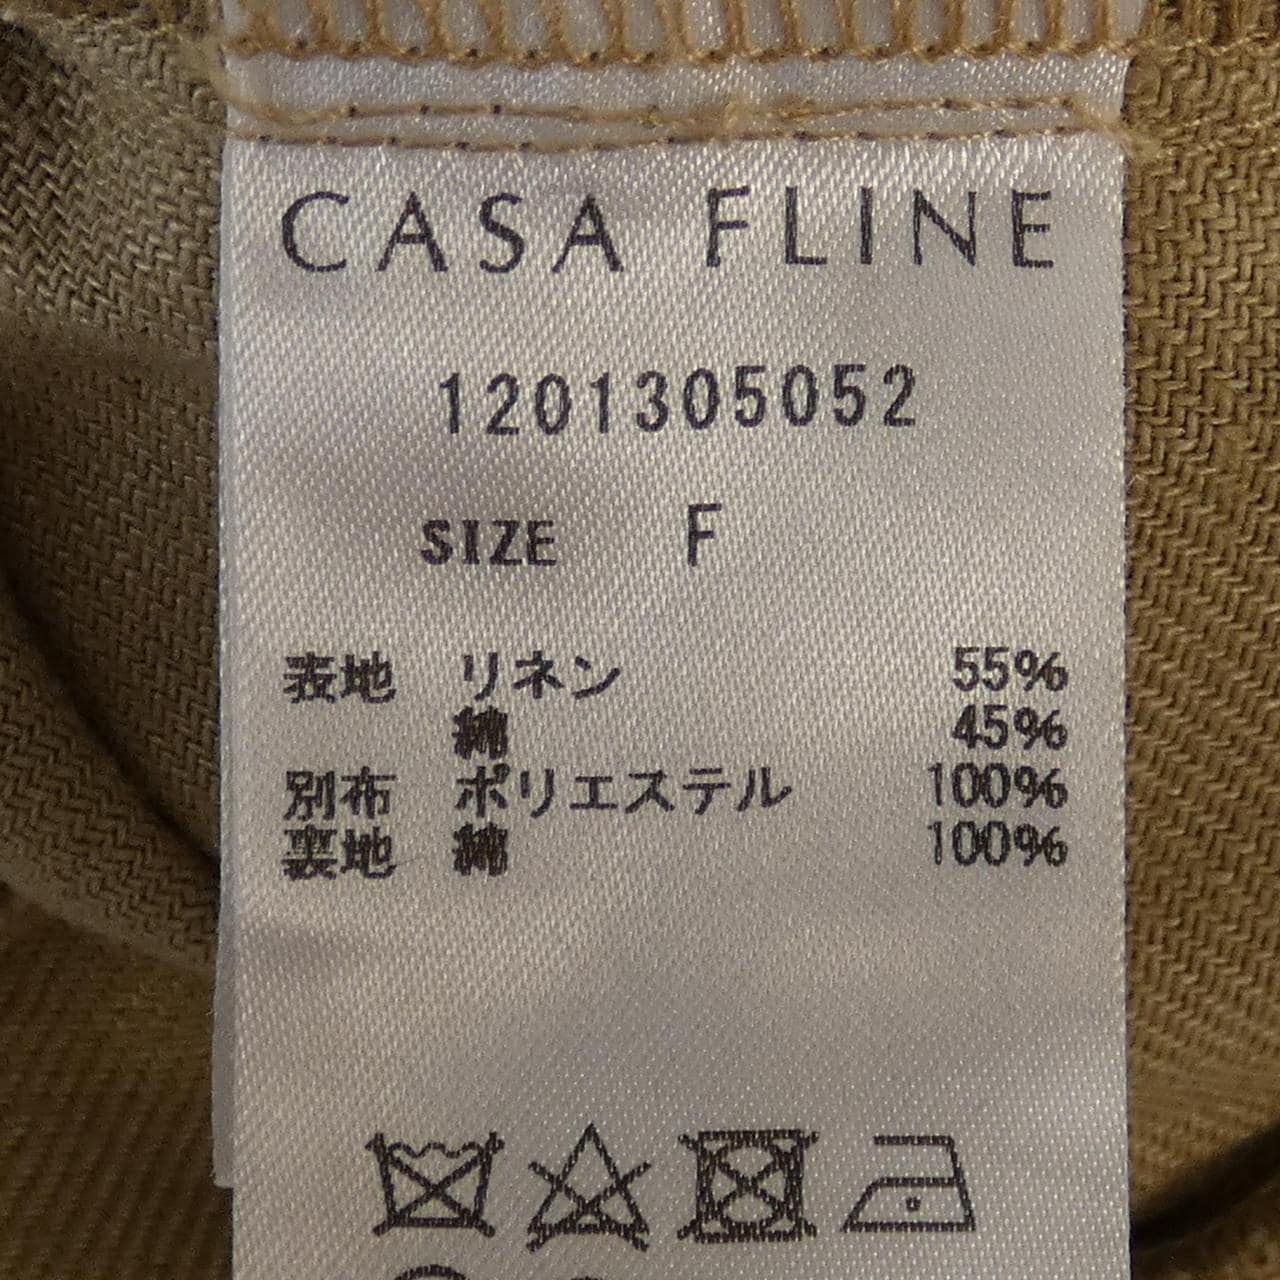 CASA FLINE
1201305052
SIZE F
表地 リネン 55%
綿 45%
別布 ポリエステル 100%
裏地 綿 100%